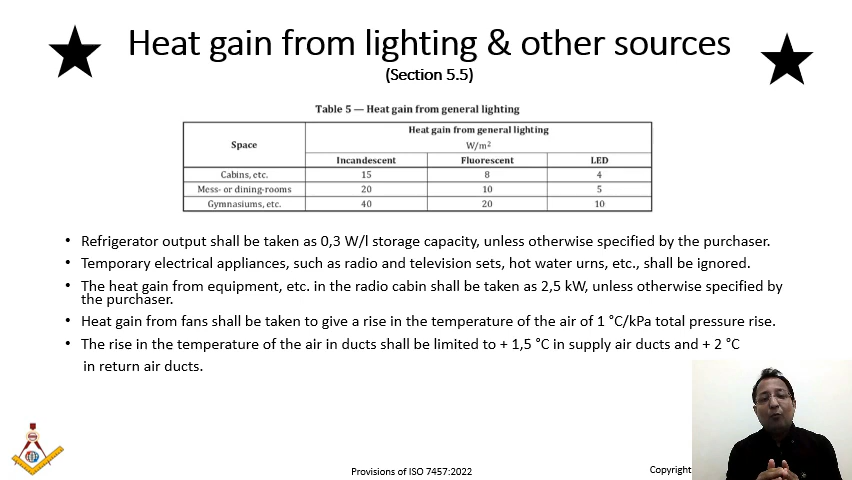 Heat gain from lighting & other sources
(Section 5.5)
Table 5 — Heat gain from general lighting
Space
Heat gain from general lighting
W/m²
Incandescent Fluorescent LED
Cabins, etc. 15 8 4
Mess- or dining-rooms 20 10 5
Gymnasiums, etc. 40 20 10
• Refrigerator output shall be taken as 0,3 W/l storage capacity, unless otherwise specified by the purchaser.
• Temporary electrical appliances, such as radio and television sets, hot water urns, etc., shall be ignored.
• The heat gain from equipment, etc. in the radio cabin shall be taken as 2,5 kW, unless otherwise specified by
the purchaser.
• Heat gain from fans shall be taken to give a rise in the temperature of the air of 1 °C/kPa total pressure rise.
• The rise in the temperature of the air in ducts shall be limited to + 1,5 °C in supply air ducts and + 2 °C
in return air ducts.
Provisions of ISO 7457:2022
Copyright